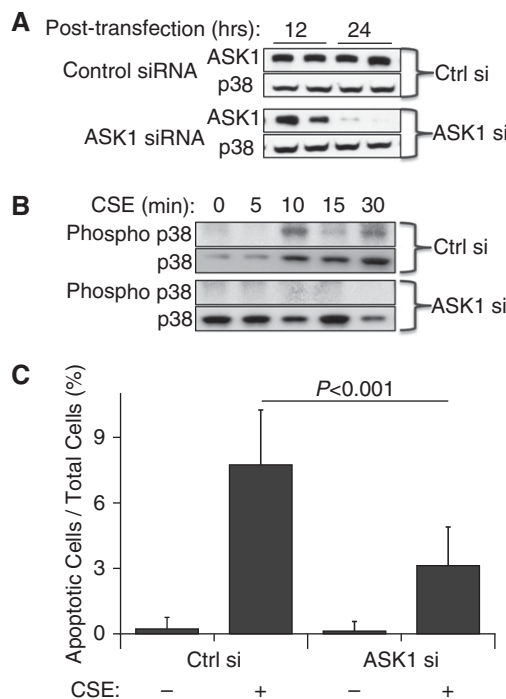 A
Post-transfection (hrs): 12 24
Control siRNA
ASK1
p38
Ctrl si
ASK1 siRNA
ASK1
p38
ASK1 si
B
CSE (min): 0 5 10 15 30
Phospho p38
p38
Ctrl si
Phospho p38
p38
ASK1 si
C
Apoptotic Cells / Total Cells (%)
P<0.001
9
6
3
0
Ctrl si ASK1 si
CSE: – + – +